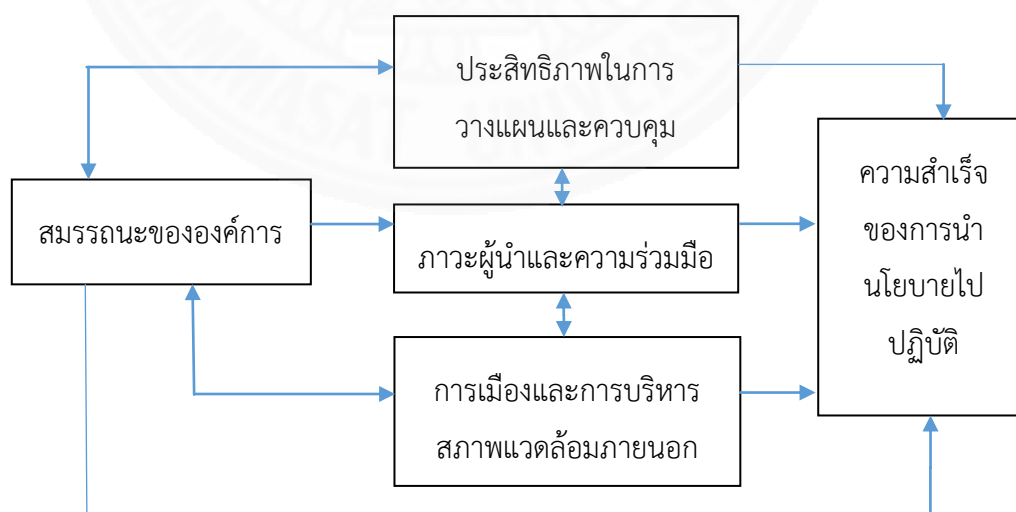 ประสิทธิภาพในการ
วางแผนและควบคุม
สมรรถนะขององค์การ
ภาวะผู้นำและความร่วมมือ
การเมืองและการบริหาร
สภาพแวดล้อมภายนอก
ความสำเร็จ
ของการนำ
นโยบายไป
ปฏิบัติ